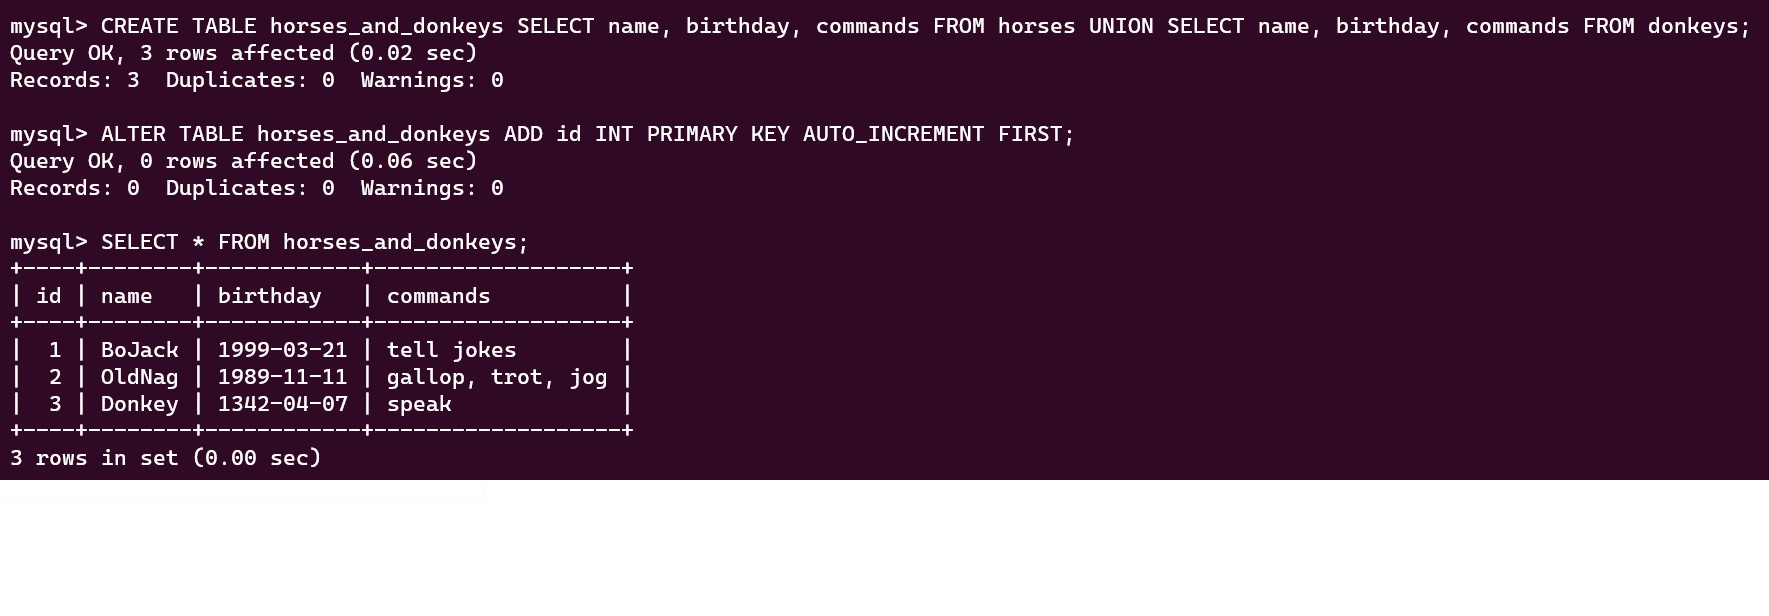 mysql> CREATE TABLE horses_and_donkeys SELECT name, birthday, commands FROM horses UNION SELECT name, birthday, commands FROM donkeys;
Query OK, 3 rows affected (0.02 sec)
Records: 3  Duplicates: 0  Warnings: 0

mysql> ALTER TABLE horses_and_donkeys ADD id INT PRIMARY KEY AUTO_INCREMENT FIRST;
Query OK, 0 rows affected (0.06 sec)
Records: 0  Duplicates: 0  Warnings: 0

mysql> SELECT * FROM horses_and_donkeys;
+----+--------+------------+-------------------+
| id | name   | birthday   | commands          |
+----+--------+------------+-------------------+
|  1 | BoJack | 1999-03-21 | tell jokes        |
|  2 | OldNag | 1989-11-11 | gallop, trot, jog |
|  3 | Donkey | 1342-04-07 | speak             |
+----+--------+------------+-------------------+
3 rows in set (0.00 sec)